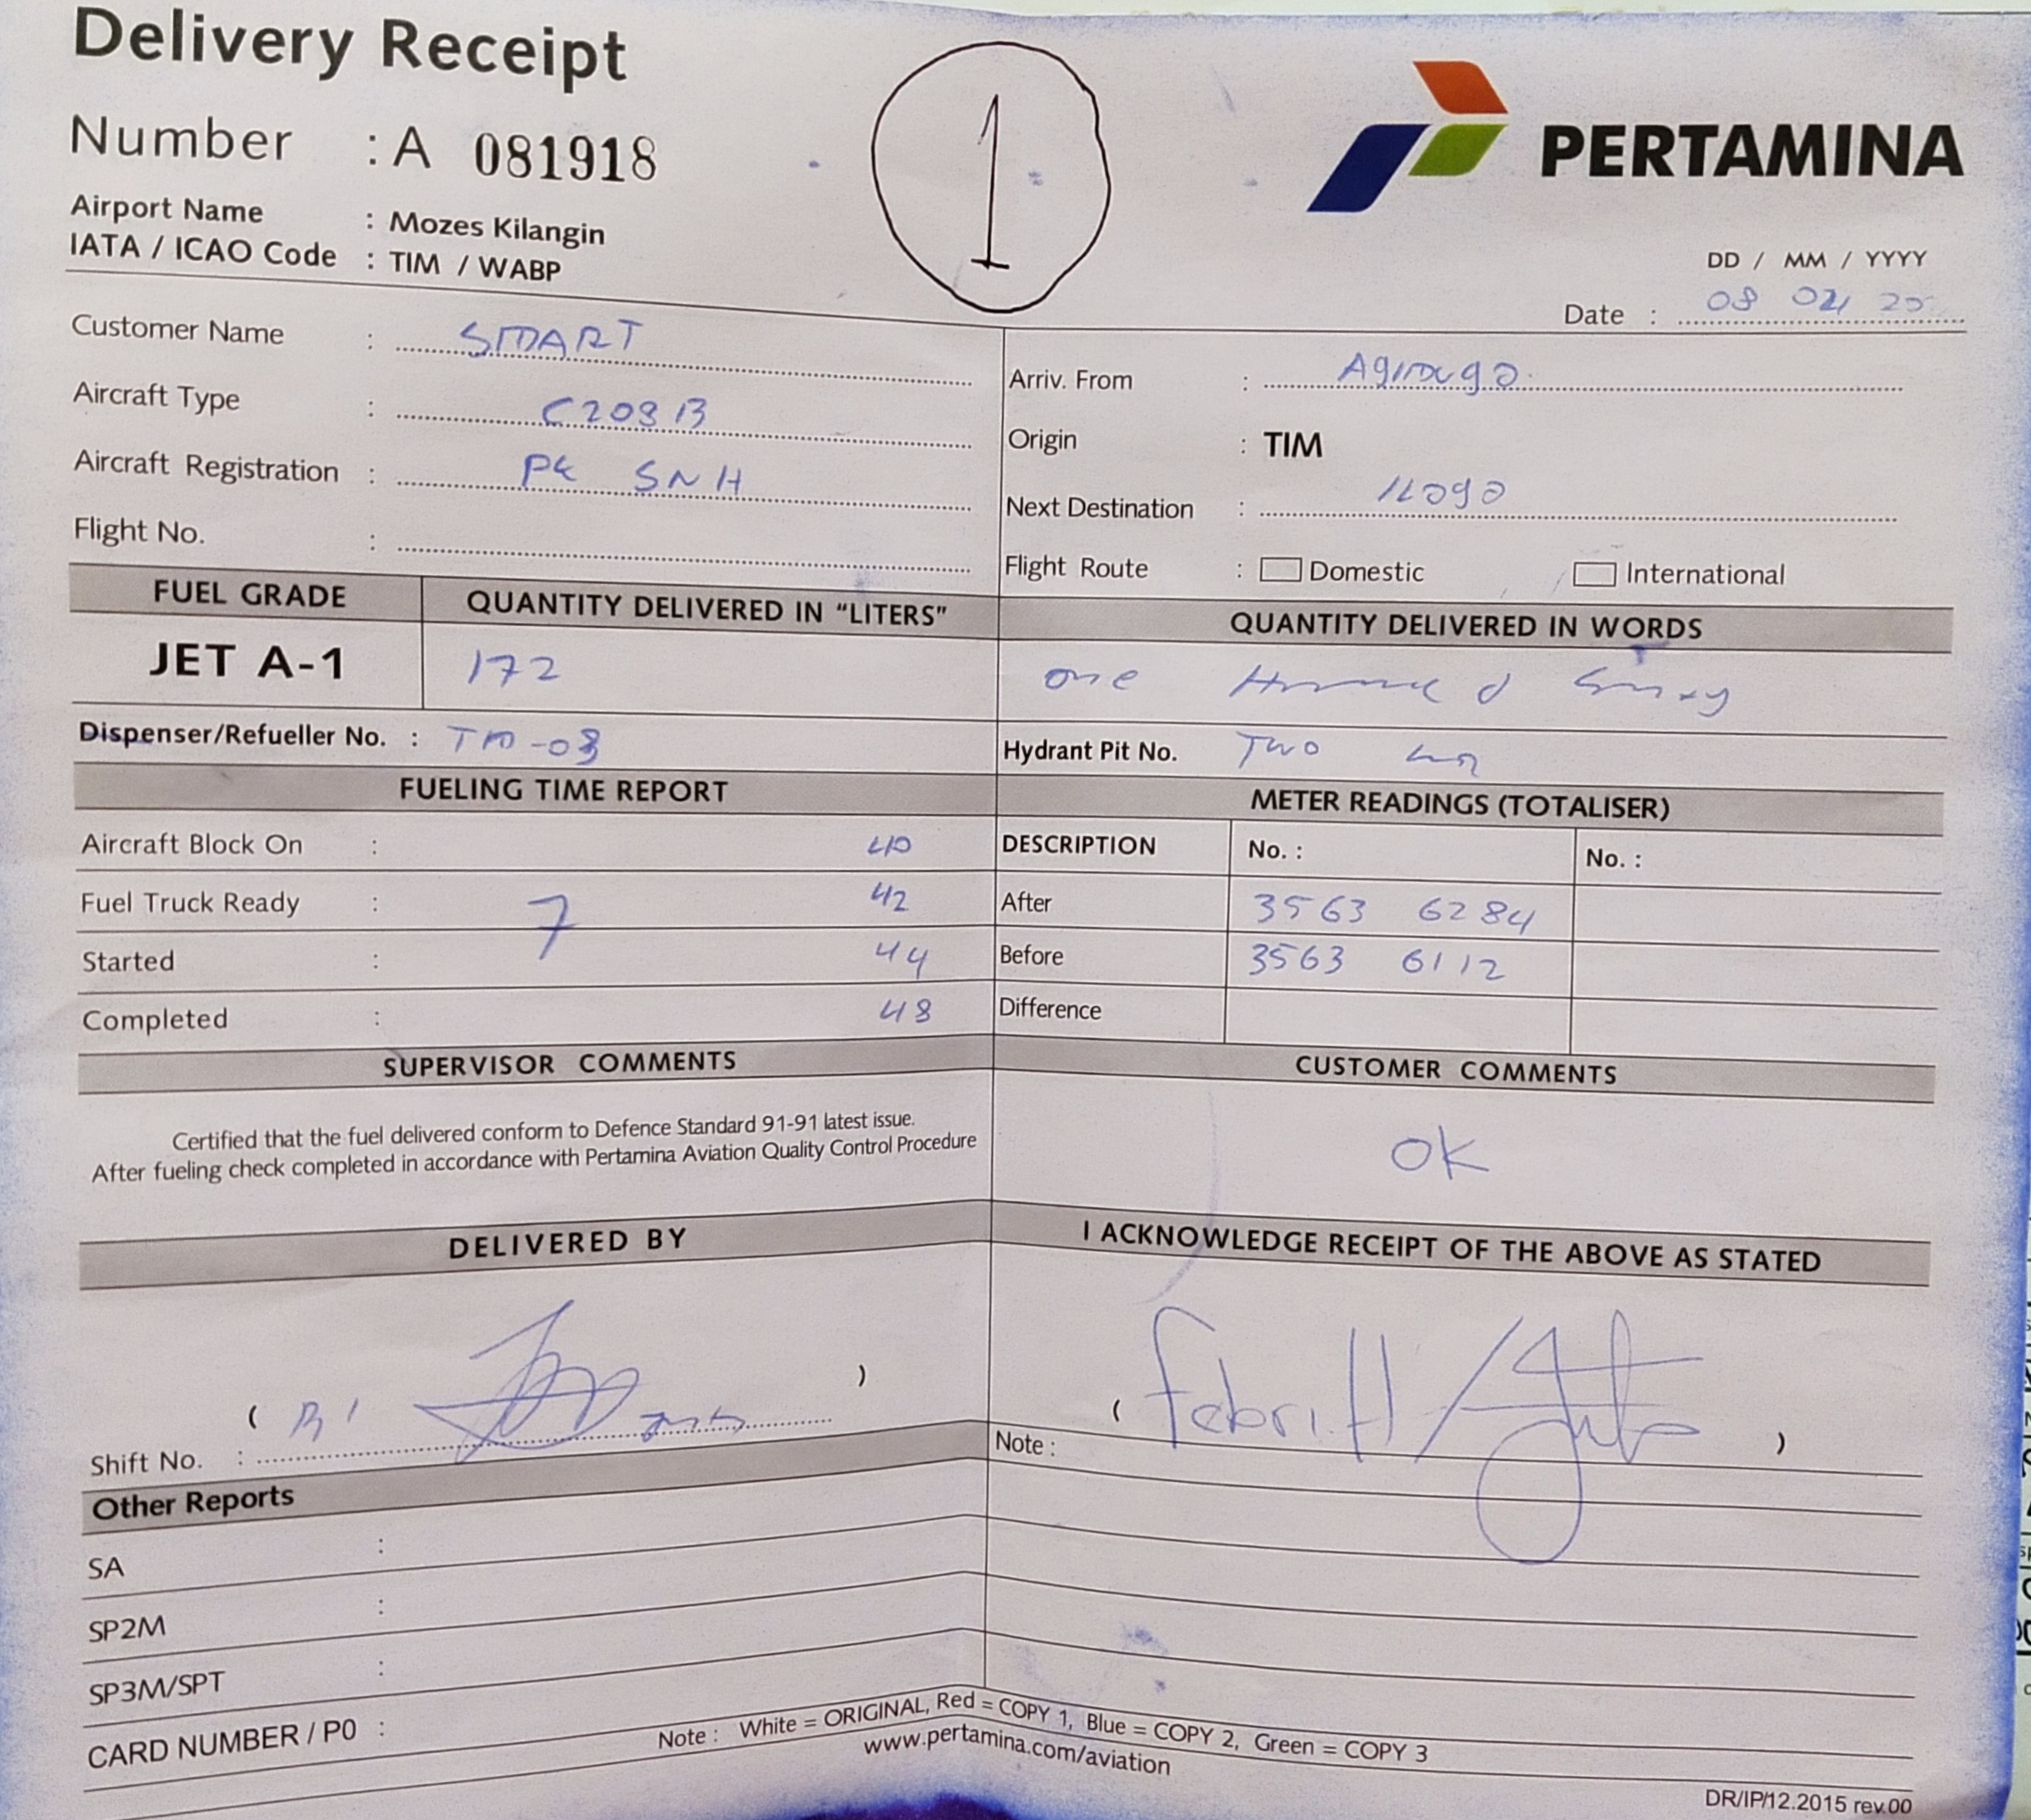 Delivery Receipt
1
PERTAMINA
Number : A 081918
Airport Name : Mozes Kilangin
IATA / ICAO Code : TIM / WABP
DD / MM / YYYY
Date : 08 02 25
Customer Name : SMART
Aircraft Type : C208B
Aircraft Registration : PK SNH
Flight No. :
Arriv. From :
Origin : TIM
Next Destination :
Flight Route : Domestic International
FUEL GRADE QUANTITY DELIVERED IN "LITERS" QUANTITY DELIVERED IN WORDS
JET A-1 172 one Hundred
Dispenser/Refueller No. : Hydrant Pit No. Two
FUELING TIME REPORT
Aircraft Block On : 40
Fuel Truck Ready : 7 42
Started : 44
Completed : 48
METER READINGS (TOTALISER)
DESCRIPTION No. : No. :
After 3563 6284
Before 3563 6112
Difference
SUPERVISOR COMMENTS
Certified that the fuel delivered conform to Defence Standard 91-91 latest issue.
After fueling check completed in accordance with Pertamina Aviation Quality Control Procedure
CUSTOMER COMMENTS
OK
DELIVERED BY
( )
Shift No. :
I ACKNOWLEDGE RECEIPT OF THE ABOVE AS STATED
( )
Note :
Other Reports
SA :
SP2M :
SP3M/SPT :
CARD NUMBER / P0 :
Note : White = ORIGINAL, Red = COPY 1, Blue = COPY 2, Green = COPY 3
www.pertamina.com/aviation
DR/IP/12.2015 rev.00